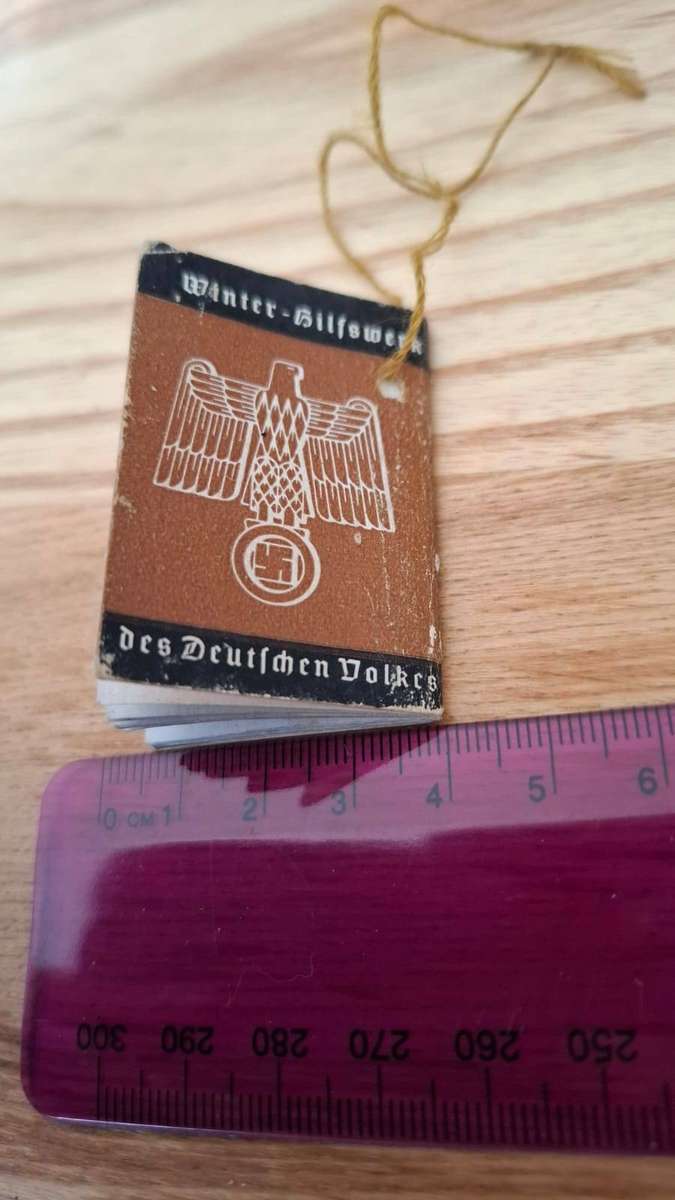 Winter-Hilfswerk
des Deutschen Volkes
0 CM 1 2 3 4 5 6
300 290 280 270 260 250